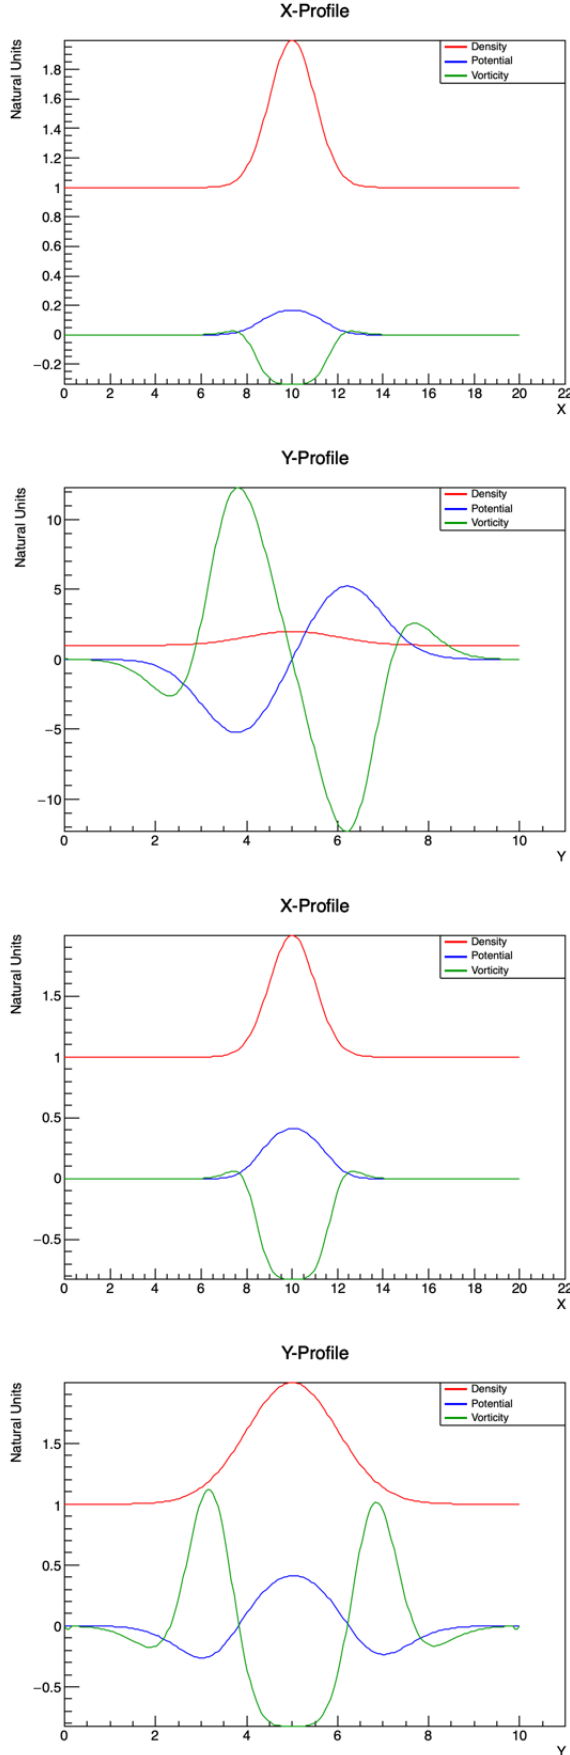 X-Profile
Natural Units
Density
Potential
Vorticity
1.8
1.6
1.4
1.2
1
0.8
0.6
0.4
0.2
0
−0.2
0 2 4 6 8 10 12 14 16 18 20 22
X
Y-Profile
Natural Units
Density
Potential
Vorticity
10
5
0
−5
−10
0 2 4 6 8 10
Y
X-Profile
Natural Units
Density
Potential
Vorticity
1.5
1
0.5
0
−0.5
0 2 4 6 8 10 12 14 16 18 20 22
X
Y-Profile
Natural Units
Density
Potential
Vorticity
1.5
1
0.5
0
−0.5
0 2 4 6 8 10
Y